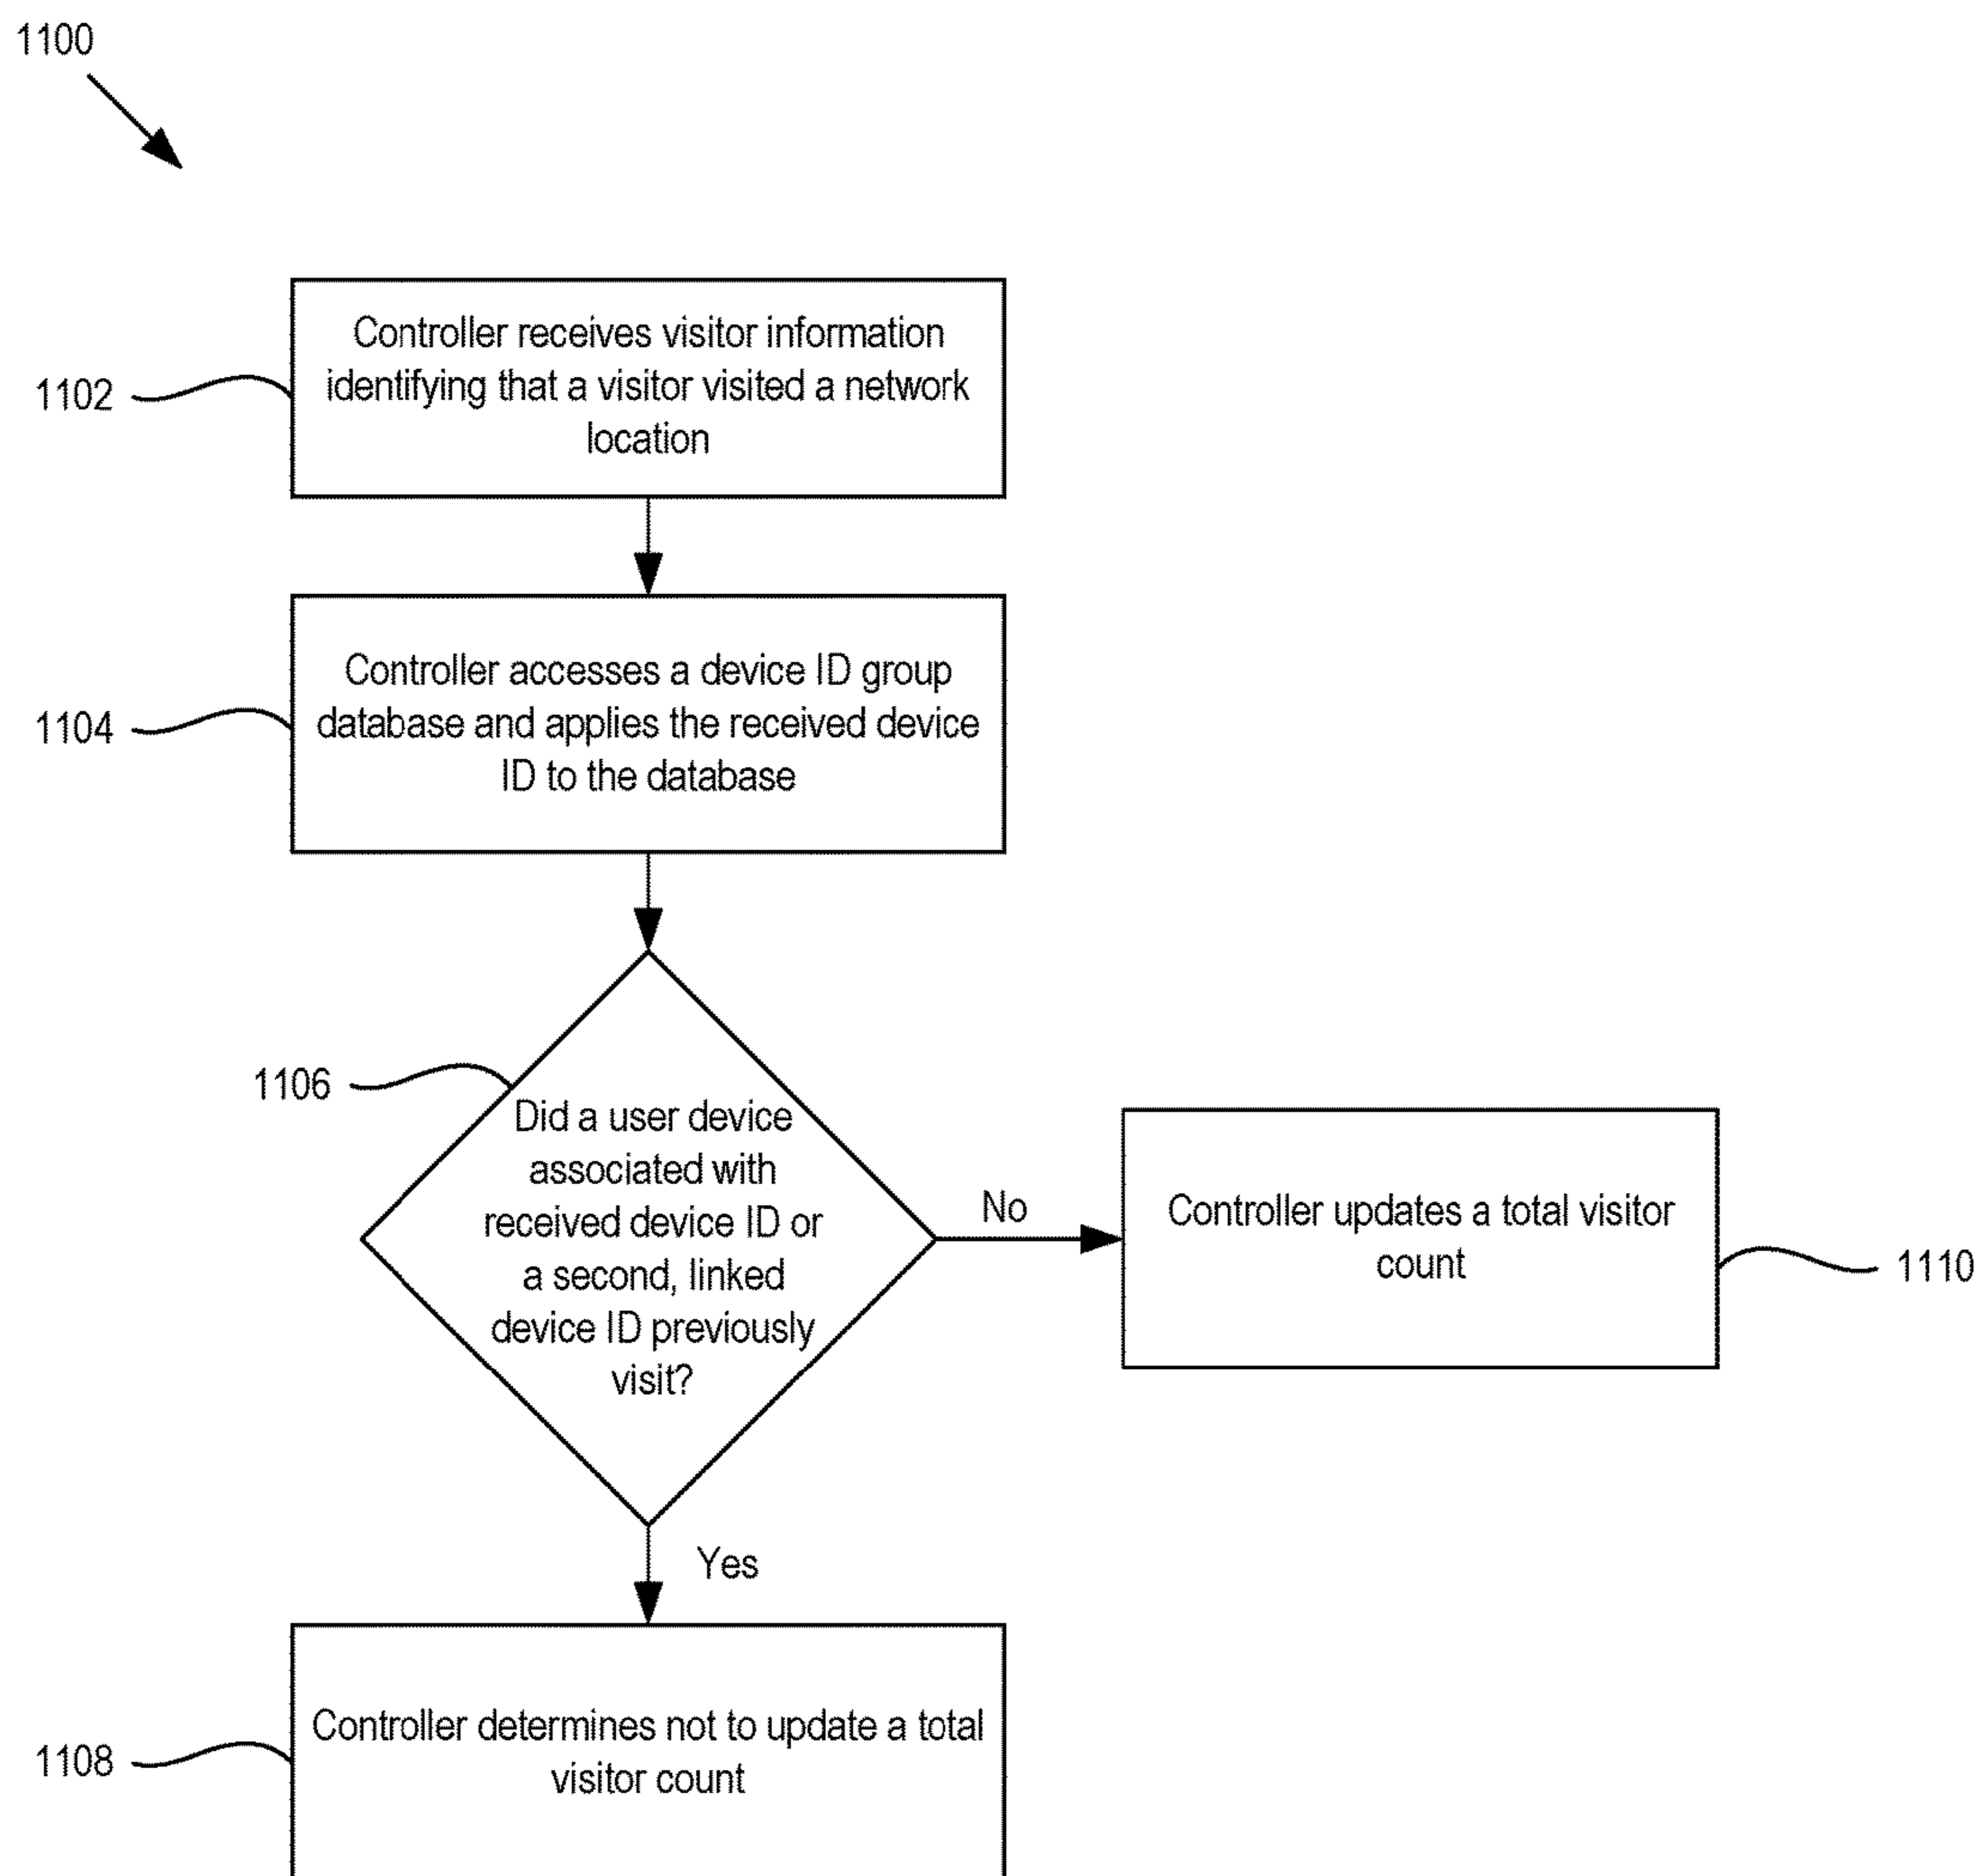 1100
Controller receives visitor information
identifying that a visitor visited a network
location
1102
Controller accesses a device ID group
database and applies the received device
ID to the database
1104
1106
Did a user device
associated with
received device ID or
a second, linked
device ID previously
visit?
No
Controller updates a total visitor
count
1110
Yes
Controller determines not to update a total
visitor count
1108